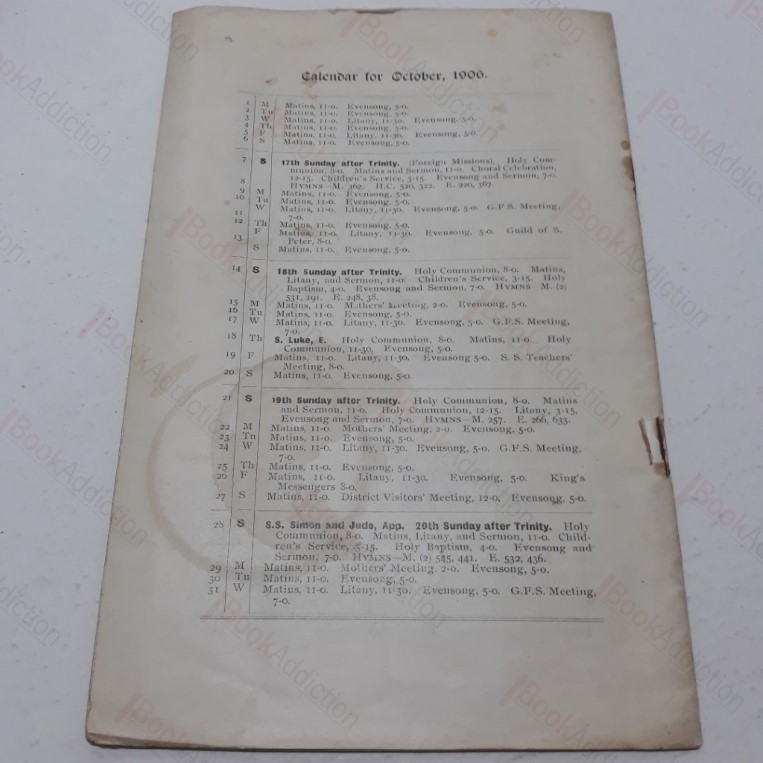 Calendar for October, 1906.
1 M Matins, 11-0. Evensong, 5-0.
2 Tu Matins, 11-0. Evensong, 5-0.
3 W Matins, 11-0. Litany, 11-30. Evensong, 5-0.
4 Th Matins, 11-0. Evensong, 5-0.
5 F Matins, 11-0. Litany, 11-30. Evensong, 5-0.
6 S Matins, 11-0. Evensong, 5-0.
7 S 17th Sunday after Trinity. (Foreign Missions). Holy Com-
munion, 8-0. Matins and Sermon, 11-0. Choral Celebration,
12-15. Children's Service, 3-15. Evensong and Sermon, 7-0.
HYMNS—M. 362. H.C. 520, 322. E. 220, 367.
8 M Matins, 11-0. Evensong, 5-0.
9 Tu Matins, 11-0. Evensong, 5-0.
10 W Matins, 11-0. Litany, 11-30. Evensong, 5-0. G.F.S. Meeting,
7-0.
11 Th Matins, 11-0. Evensong, 5-0.
12 F Matins, 11-0. Litany, 11-30. Evensong, 5-0. Guild of S.
Peter, 8-0.
13 S Matins, 11-0. Evensong, 5-0.
14 S 18th Sunday after Trinity. Holy Communion, 8-0. Matins,
Litany, and Sermon, 11-0. Children's Service, 3-15. Holy
Baptism, 4-0. Evensong and Sermon, 7-0. HYMNS—M. (2)
531, 191. E. 248, 38.
15 M Matins, 11-0. Mothers' Meeting, 2-0. Evensong, 5-0.
16 Tu Matins, 11-0. Evensong, 5-0.
17 W Matins, 11-0. Litany, 11-30. Evensong, 5-0. G.F.S. Meeting,
7-0.
18 Th S. Luke, E. Holy Communion, 8-0. Matins, 11-0. Holy
Communion, 12-30, Evensong, 5-0.
19 F Matins, 11-0. Litany, 11-30. Evensong 5-0. S. S. Teachers'
Meeting, 8-0.
20 S Matins, 11-0. Evensong, 5-0.
21 S 19th Sunday after Trinity. Holy Communion, 8-0. Matins
and Sermon, 11-0. Holy Communion, 12-15. Litany, 3-15.
Evensong and Sermon, 7-0. HYMNS—M. 257. E. 266, 633.
22 M Matins, 11-0. Mothers' Meeting, 2-0. Evensong, 5-0.
23 Tu Matins, 11-0. Evensong, 5-0.
24 W Matins, 11-0. Litany, 11-30. Evensong, 5-0. G.F.S. Meeting,
7-0.
25 Th Matins, 11-0. Evensong, 5-0.
26 F Matins, 11-0. Litany, 11-30. Evensong, 5-0. King's
Messengers 8-0.
27 S Matins, 11-0. District Visitors' Meeting, 12-0, Evensong, 5-0.
28 S S.S. Simon and Jude, App. 20th Sunday after Trinity. Holy
Communion, 8-0. Matins, Litany, and Sermon, 11-0. Child-
ren's Service, 3-15. Holy Baptism, 4-0. Evensong and
Sermon, 7-0. HYMNS—M. (2) 545, 441. E. 532, 436.
29 M Matins, 11-0. Mothers' Meeting. 2-0. Evensong, 5-0.
30 Tu Matins, 11-0. Evensong, 5-0.
31 W Matins, 11-0. Litany, 11-30. Evensong, 5-0. G.F.S. Meeting,
7-0.
BookAddiction